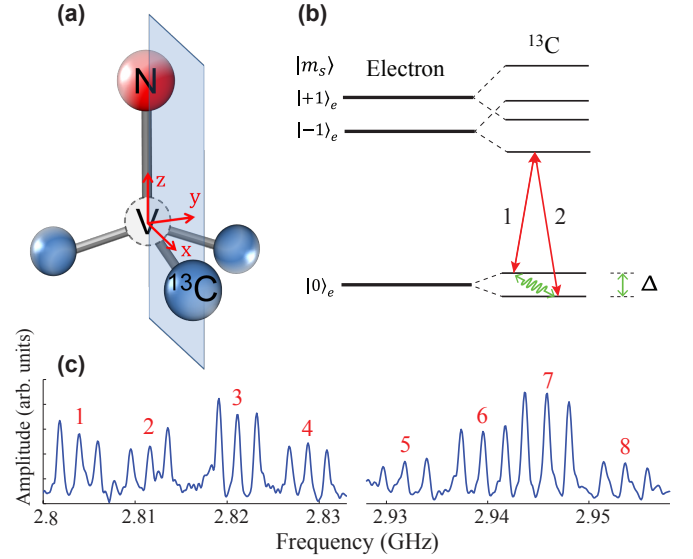 (a)
N
z
y
V
x
¹³C
(b)
¹³C
|mₛ⟩
Electron
|+1⟩ₑ
|−1⟩ₑ
1
2
|0⟩ₑ
Δ
(c)
Amplitude (arb. units)
1
2
3
4
5
6
7
8
2.8
2.81
2.82
2.83
2.93
2.94
2.95
Frequency (GHz)